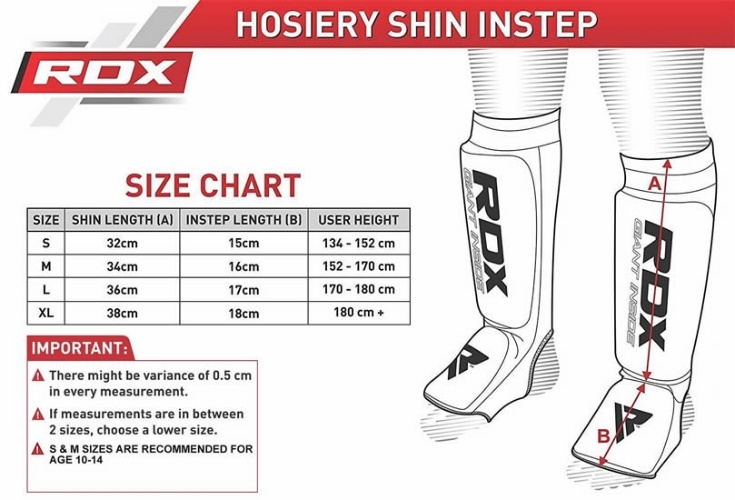 HOSIERY SHIN INSTEP
RDX
SIZE CHART
SIZE SHIN LENGTH (A) INSTEP LENGTH (B) USER HEIGHT
S 32cm 15cm 134 - 152 cm
M 34cm 16cm 152 - 170 cm
L 36cm 17cm 170 - 180 cm
XL 38cm 18cm 180 cm +
IMPORTANT:
There might be variance of 0.5 cm
in every measurement.
If measurements are in between
2 sizes, choose a lower size.
S & M SIZES ARE RECOMMENDED FOR
AGE 10-14
RDX
GIANT INSIDE
A
RDX
GIANT INSIDE
B